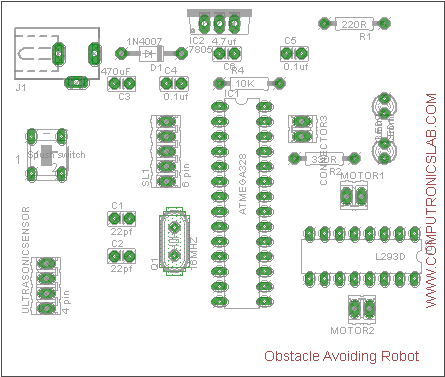 1N4007
D1
IC2
7805
4.7uf
C6
C5
0.1uf
220R
R1
J1
470uF
C3
C4
0.1uf
R4
10K
IC1
ATMEGA328
CONNECTOR3
330R
R2
MOTOR1
1
2
5push switch
SL1
6 pin
C1
22pf
C2
22pf
Q1
16MHZ
ULTRASONICSENSOR
4 pin
L293D
MOTOR2
WWW.COMPUTRONICSLAB.COM
Obstacle Avoiding Robot